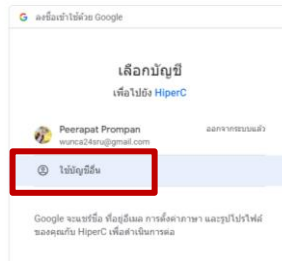 ลงชื่อเข้าใช้ด้วย Google
เลือกบัญชี
เพื่อไปยัง HiperC
Peerapat Prompan
ออกจากระบบแล้ว
wunca24sru@gmail.com
ใช้บัญชีอื่น
Google จะแชร์ชื่อ ที่อยู่อีเมล การตั้งค่าภาษา และรูปโปรไฟล์
ของคุณกับ HiperC เพื่อดำเนินการต่อ